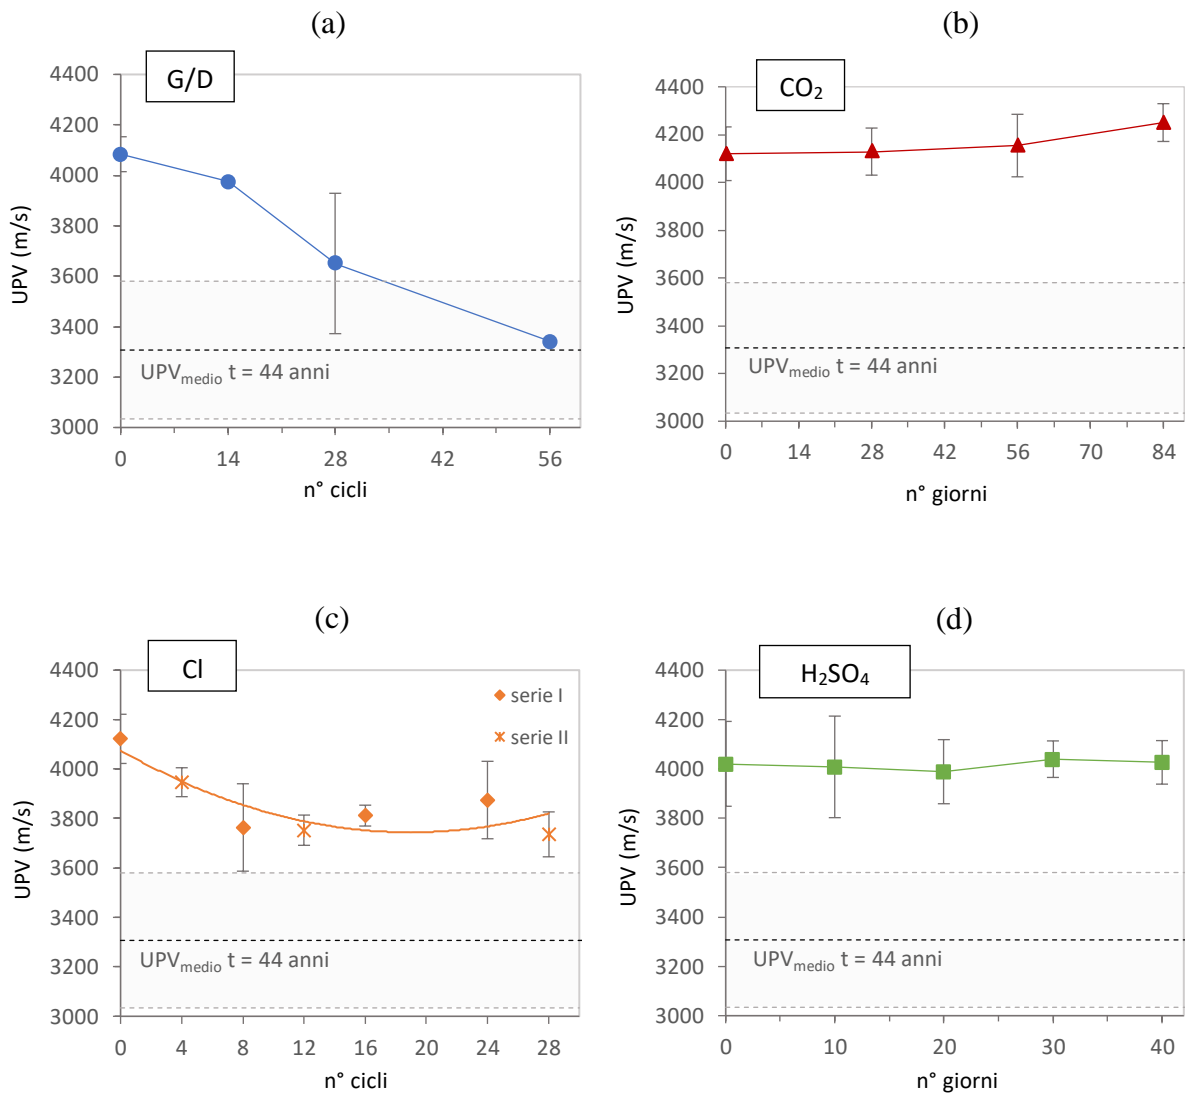 (a)
G/D
4400
4200
4000
3800
3600
3400
3200
3000
UPV (m/s)
UPVmedio t = 44 anni
0 14 28 42 56
n° cicli
(b)
CO₂
4400
4200
4000
3800
3600
3400
3200
3000
UPV (m/s)
UPVmedio t = 44 anni
0 14 28 42 56 70 84
n° giorni
(c)
Cl
serie I
serie II
4400
4200
4000
3800
3600
3400
3200
3000
UPV (m/s)
UPVmedio t = 44 anni
0 4 8 12 16 20 24 28
n° cicli
(d)
H₂SO₄
4400
4200
4000
3800
3600
3400
3200
3000
UPV (m/s)
UPVmedio t = 44 anni
0 10 20 30 40
n° giorni